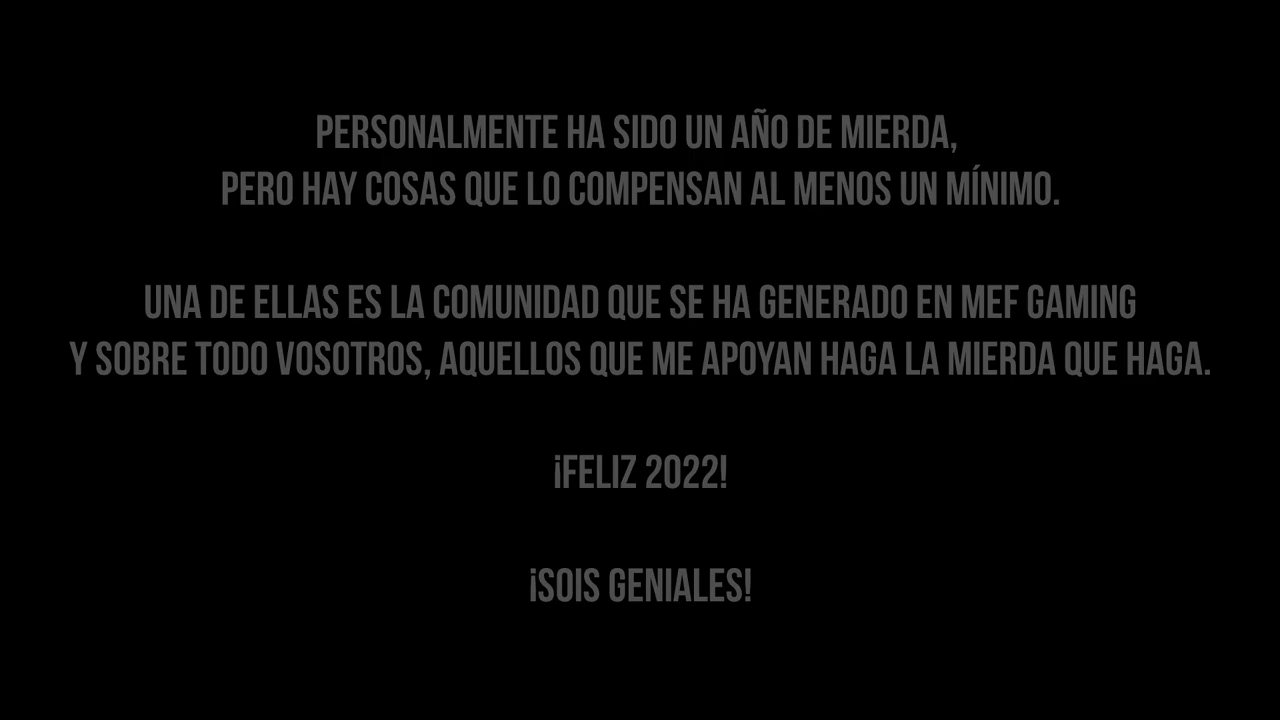 PERSONALMENTE HA SIDO UN AÑO DE MIERDA,
PERO HAY COSAS QUE LO COMPENSAN AL MENOS UN MÍNIMO.
UNA DE ELLAS ES LA COMUNIDAD QUE SE HA GENERADO EN MEF GAMING
Y SOBRE TODO VOSOTROS, AQUELLOS QUE ME APOYAN HAGA LA MIERDA QUE HAGA.
¡FELIZ 2022!
¡SOIS GENIALES!